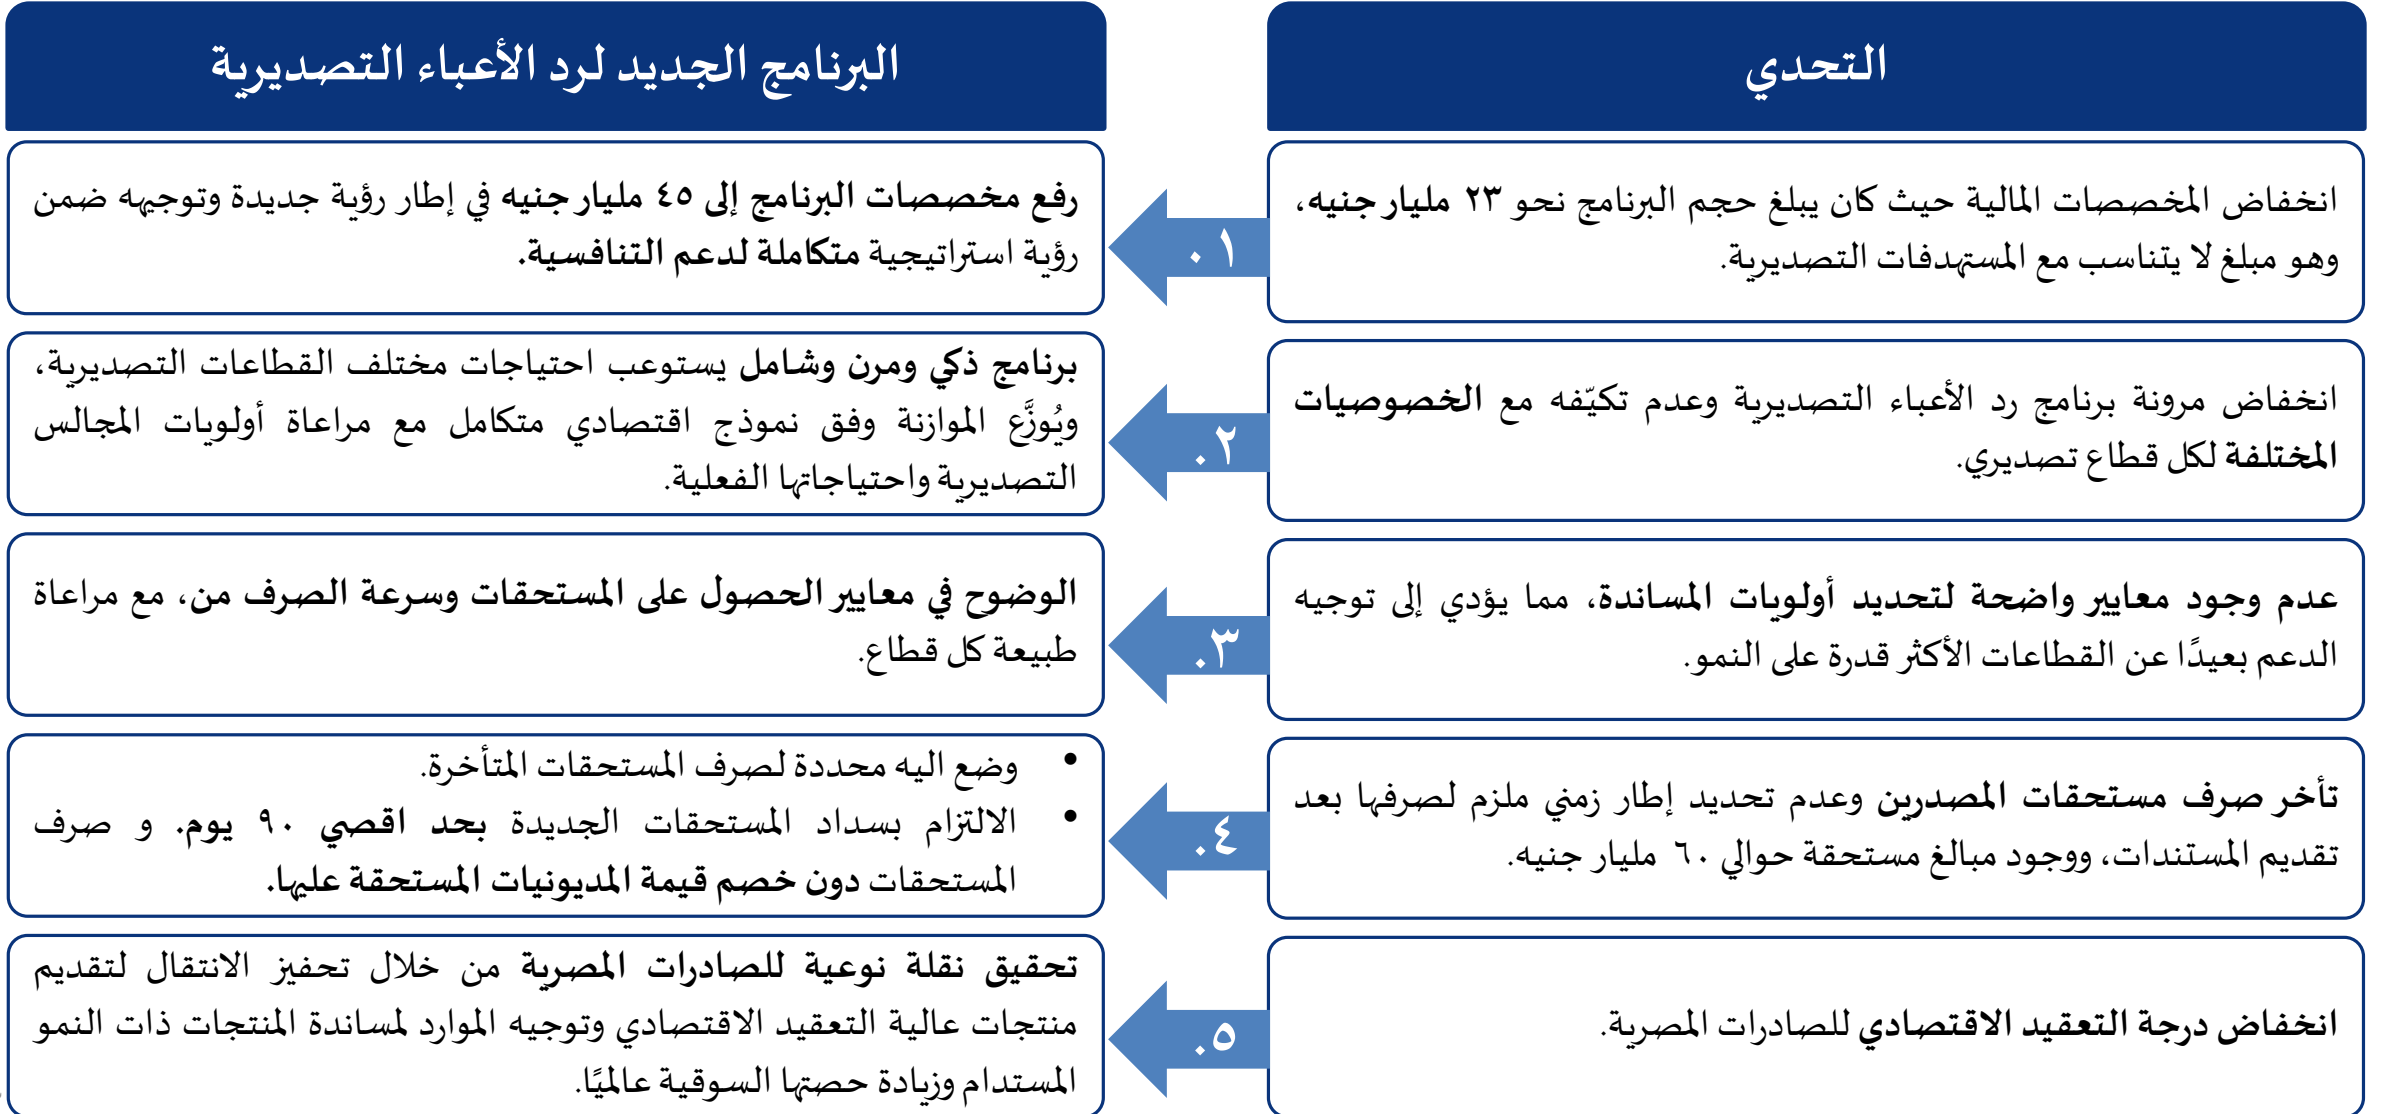 التحدي
البرنامج الجديد لرد الأعباء التصديرية
انخفاض المخصصات المالية حيث كان يبلغ حجم البرنامج نحو ٢٣ مليار جنيه،
وهو مبلغ لا يتناسب مع المستهدفات التصديرية.
٠١
رفع مخصصات البرنامج إلى ٤٥ مليار جنيه في إطار رؤية جديدة وتوجيهه ضمن
رؤية استراتيجية متكاملة لدعم التنافسية.
انخفاض مرونة برنامج رد الأعباء التصديرية وعدم تكيّفه مع الخصوصيات
المختلفة لكل قطاع تصديري.
٠٢
برنامج ذكي ومرن وشامل يستوعب احتياجات مختلف القطاعات التصديرية،
ويُوزَّع الموازنة وفق نموذج اقتصادي متكامل مع مراعاة أولويات المجالس
التصديرية واحتياجاتها الفعلية.
عدم وجود معايير واضحة لتحديد أولويات المساندة، مما يؤدي إلى توجيه
الدعم بعيدًا عن القطاعات الأكثر قدرة على النمو.
٠٣
الوضوح في معايير الحصول على المستحقات وسرعة الصرف من، مع مراعاة
طبيعة كل قطاع.
تأخر صرف مستحقات المصدرين وعدم تحديد إطار زمني ملزم لصرفها بعد
تقديم المستندات، ووجود مبالغ مستحقة حوالي ٦٠ مليار جنيه.
٠٤
• وضع اليه محددة لصرف المستحقات المتأخرة.
• الالتزام بسداد المستحقات الجديدة بحد اقصي ٩٠ يوم. و صرف
المستحقات دون خصم قيمة المديونيات المستحقة عليها.
انخفاض درجة التعقيد الاقتصادي للصادرات المصرية.
٠٥
تحقيق نقلة نوعية للصادرات المصرية من خلال تحفيز الانتقال لتقديم
منتجات عالية التعقيد الاقتصادي وتوجيه الموارد لمساندة المنتجات ذات النمو
المستدام وزيادة حصتها السوقية عالميًا.